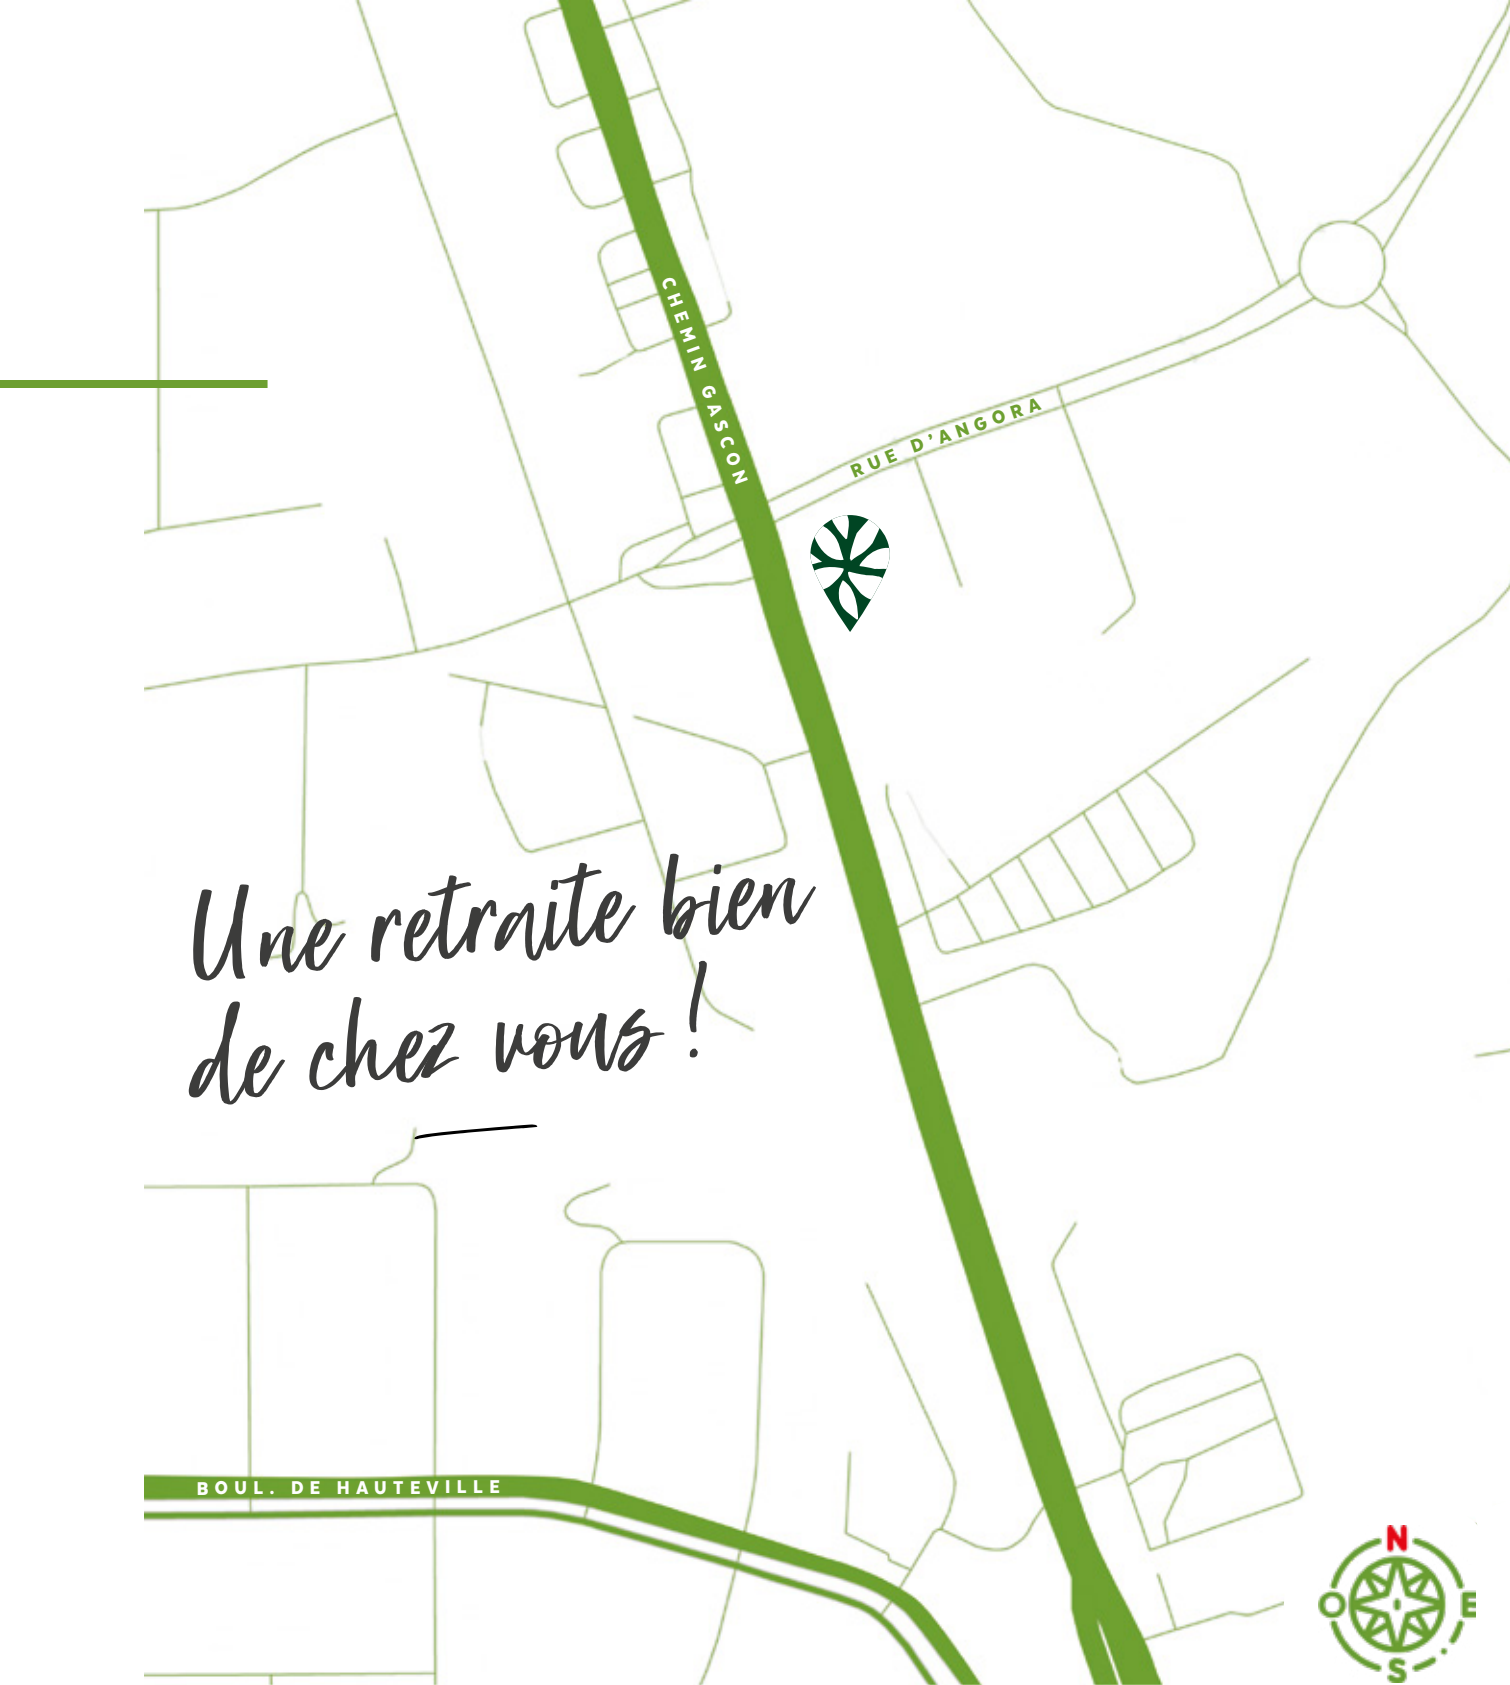 CHEMIN GASCON
RUE D'ANGORA
Une retraite bien
de chez vous !
BOUL. DE HAUTEVILLE
N
O E
S